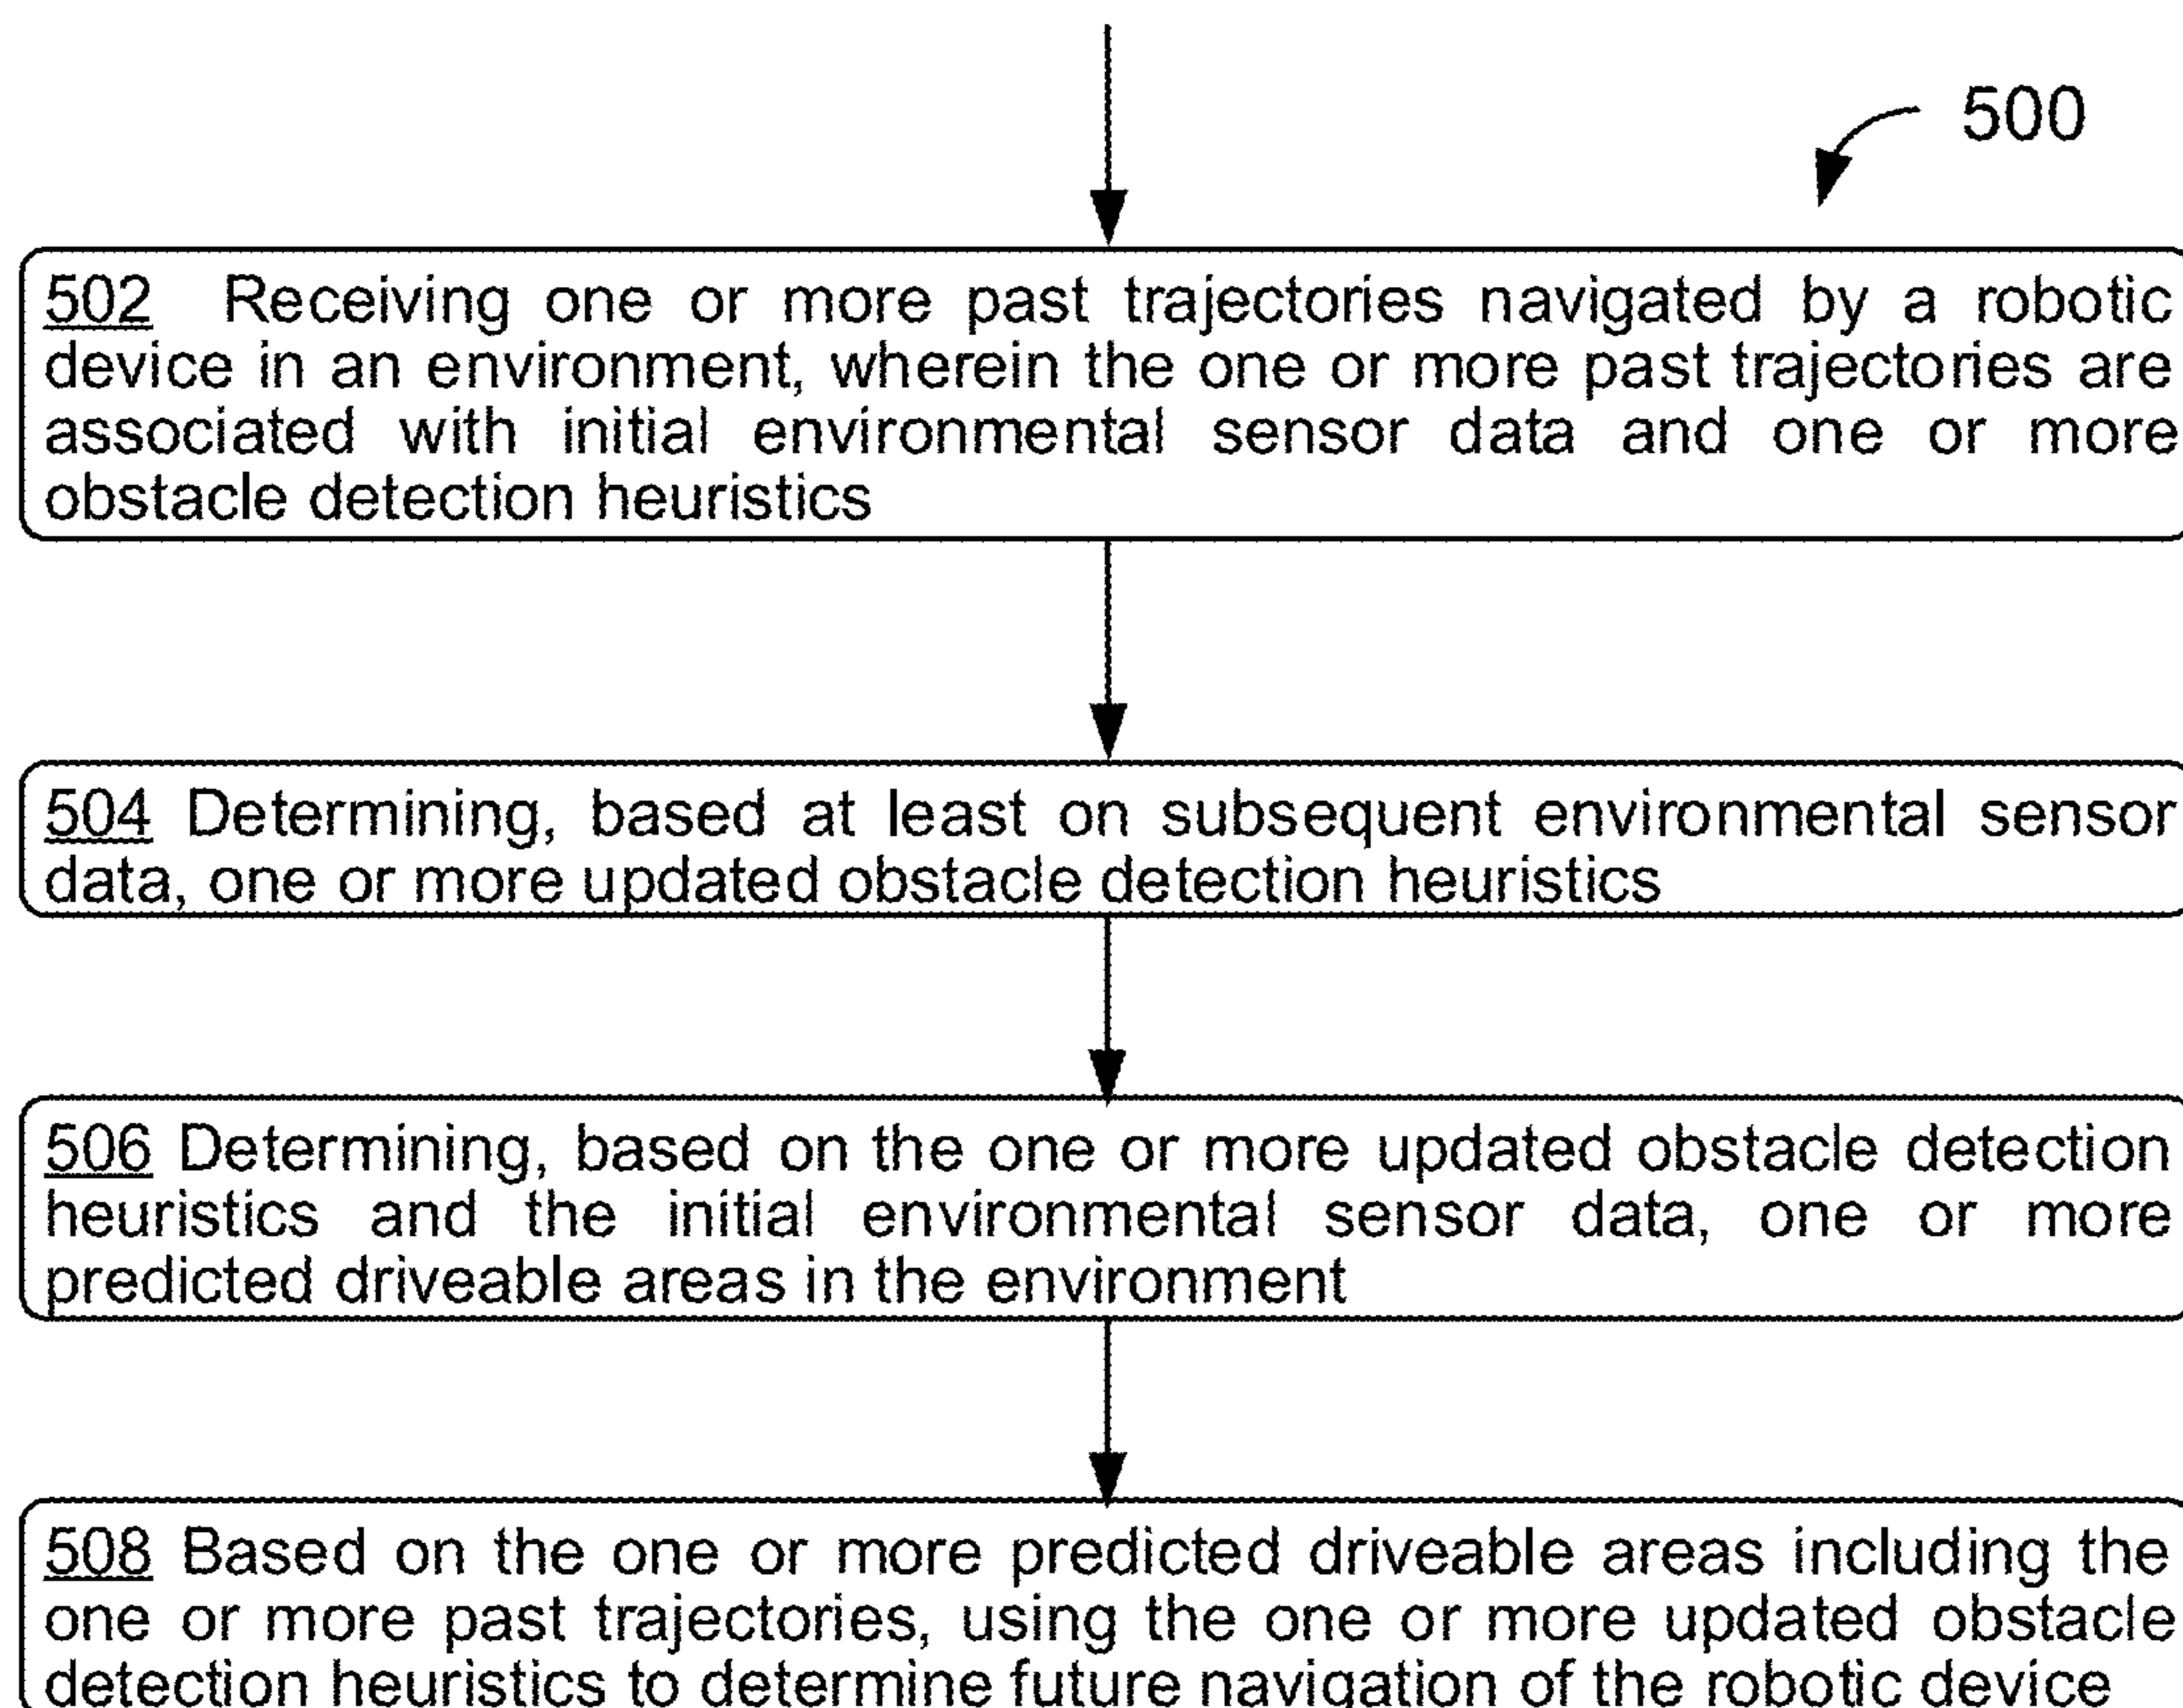 500
502 Receiving one or more past trajectories navigated by a robotic
device in an environment, wherein the one or more past trajectories are
associated with initial environmental sensor data and one or more
obstacle detection heuristics
504 Determining, based at least on subsequent environmental sensor
data, one or more updated obstacle detection heuristics
506 Determining, based on the one or more updated obstacle detection
heuristics and the initial environmental sensor data, one or more
predicted driveable areas in the environment
508 Based on the one or more predicted driveable areas including the
one or more past trajectories, using the one or more updated obstacle
detection heuristics to determine future navigation of the robotic device